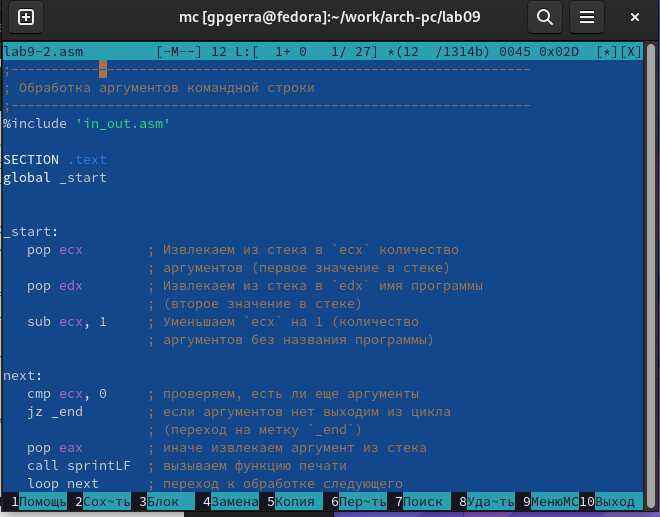 mc [gpgerra@fedora]:~/work/arch-pc/lab09
lab9-2.asm [-M--] 12 L:[ 1+ 0 1/ 27] *(12 /1314b) 0045 0x02D [*][X]
;-----------------------------------------------------------------
; Обработка аргументов командной строки
;-----------------------------------------------------------------
%include 'in_out.asm'
SECTION .text
global _start
_start:
pop ecx ; Извлекаем из стека в `ecx` количество
; аргументов (первое значение в стеке)
pop edx ; Извлекаем из стека в `edx` имя программы
; (второе значение в стеке)
sub ecx, 1 ; Уменьшаем `ecx` на 1 (количество
; аргументов без названия программы)
next:
cmp ecx, 0 ; проверяем, есть ли еще аргументы
jz _end ; если аргументов нет выходим из цикла
; (переход на метку `_end`)
pop eax ; иначе извлекаем аргумент из стека
call sprintLF ; вызываем функцию печати
loop next ; переход к обработке следующего
1Помощь 2Сох~ть 3Блок 4Замена 5Копия 6Пер~ть 7Поиск 8Уда~ть 9МенюMC 10Выход